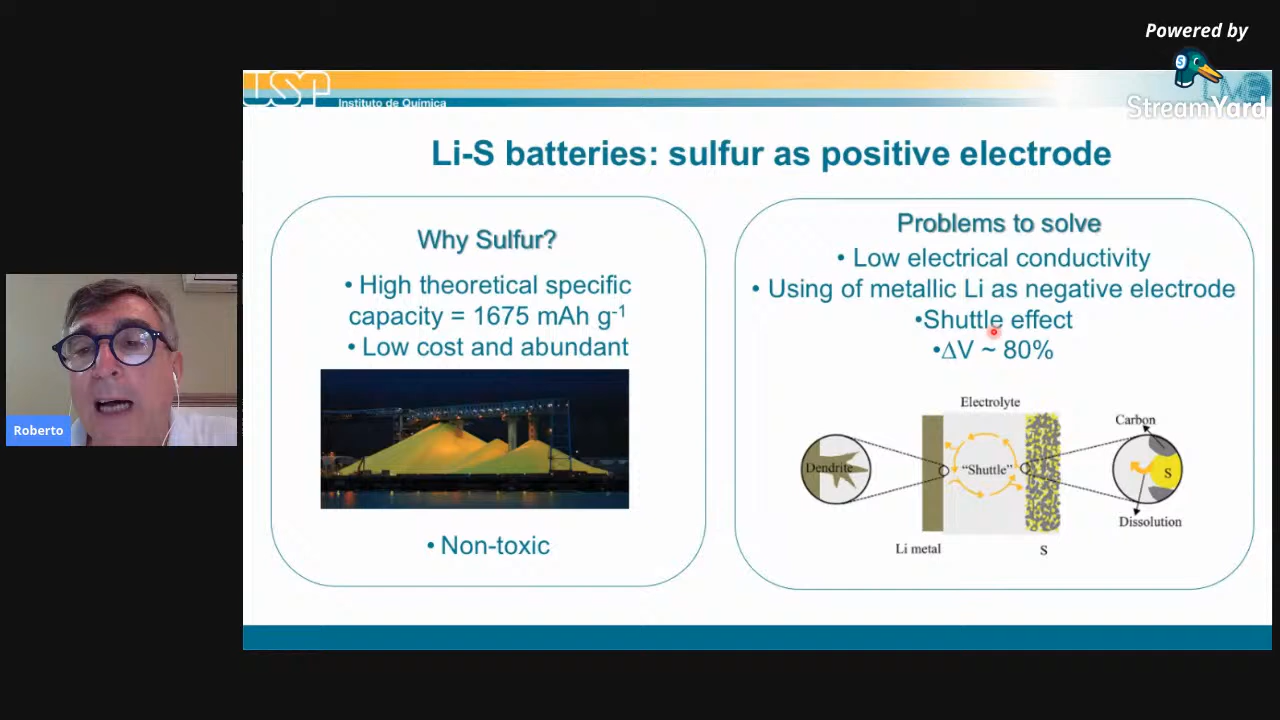 Powered by
StreamYard
USP
Instituto de Química
Li-S batteries: sulfur as positive electrode
Why Sulfur?
• High theoretical specific
capacity = 1675 mAh g-1
• Low cost and abundant
• Non-toxic
Problems to solve
• Low electrical conductivity
• Using of metallic Li as negative electrode
•Shuttle effect
•ΔV ~ 80%
Electrolyte
Carbon
Dendrite
“Shuttle”
S
Dissolution
Li metal
S
Roberto